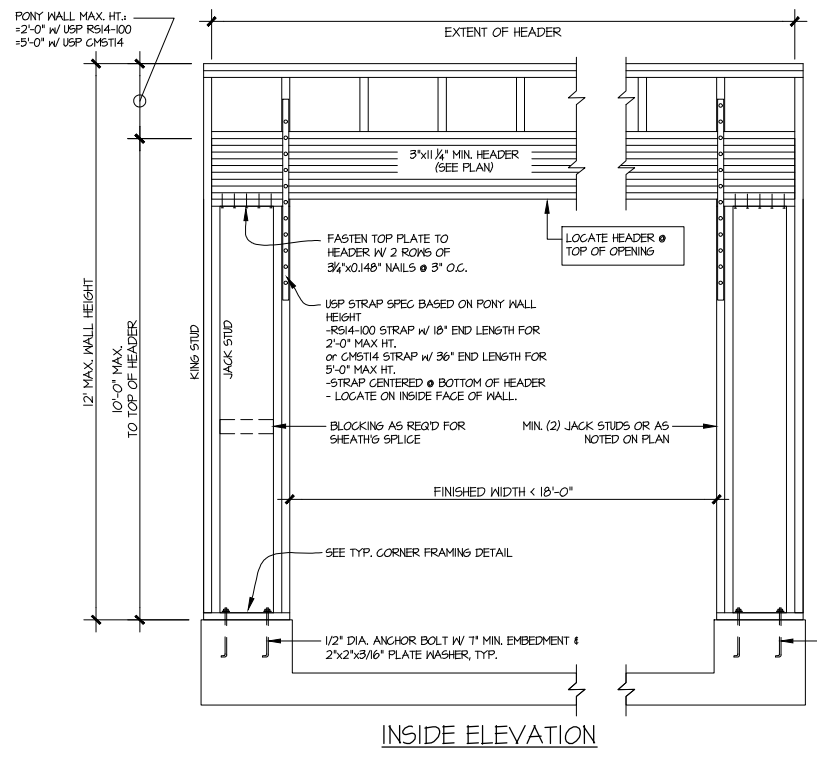 PONY WALL MAX. HT.:
=2'-0" W/ USP RS14-100
=5'-0" W/ USP CMST14
EXTENT OF HEADER
3"x11 1/4" MIN. HEADER
(SEE PLAN)
FASTEN TOP PLATE TO
HEADER W/ 2 ROWS OF
3 1/4"x0.148" NAILS @ 3" O.C.
LOCATE HEADER @
TOP OF OPENING
USP STRAP SPEC BASED ON PONY WALL
HEIGHT
-RS14-100 STRAP w/ 18" END LENGTH FOR
2'-0" MAX HT.
or CMST14 STRAP w/ 36" END LENGTH FOR
5'-0" MAX HT.
-STRAP CENTERED @ BOTTOM OF HEADER
- LOCATE ON INSIDE FACE OF WALL.
12' MAX. WALL HEIGHT
10'-0" MAX.
TO TOP OF HEADER
KING STUD
JACK STUD
BLOCKING AS REQ'D FOR
SHEATH'G SPLICE
MIN. (2) JACK STUDS OR AS
NOTED ON PLAN
FINISHED WIDTH < 18'-0"
SEE TYP. CORNER FRAMING DETAIL
1/2" DIA. ANCHOR BOLT W/ 7" MIN. EMBEDMENT &
2"x2"x3/16" PLATE WASHER, TYP.
INSIDE ELEVATION